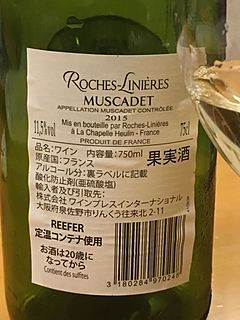 ROCHES-LINIÈRES
MUSCADET
APPELLATION MUSCADET CONTRÔLÉE
2015
11,5%vol
Mis en bouteille par Roches-Linières
à La Chapelle Heulin - France
75cl
PRODUIT DE FRANCE
品名:ワイン 内容量:750ml
原産国:フランス
果実酒
アルコール分:裏ラベルに記載
酸化防止剤(亜硫酸塩)
輸入者及び引取先:
株式会社 ワインプレスインターナショナル
大阪府泉佐野市りんくう往来北 2-11
REEFER
定温コンテナ使用
お酒は20歳に
なってから
Contient des sulfites
3 180284 970245